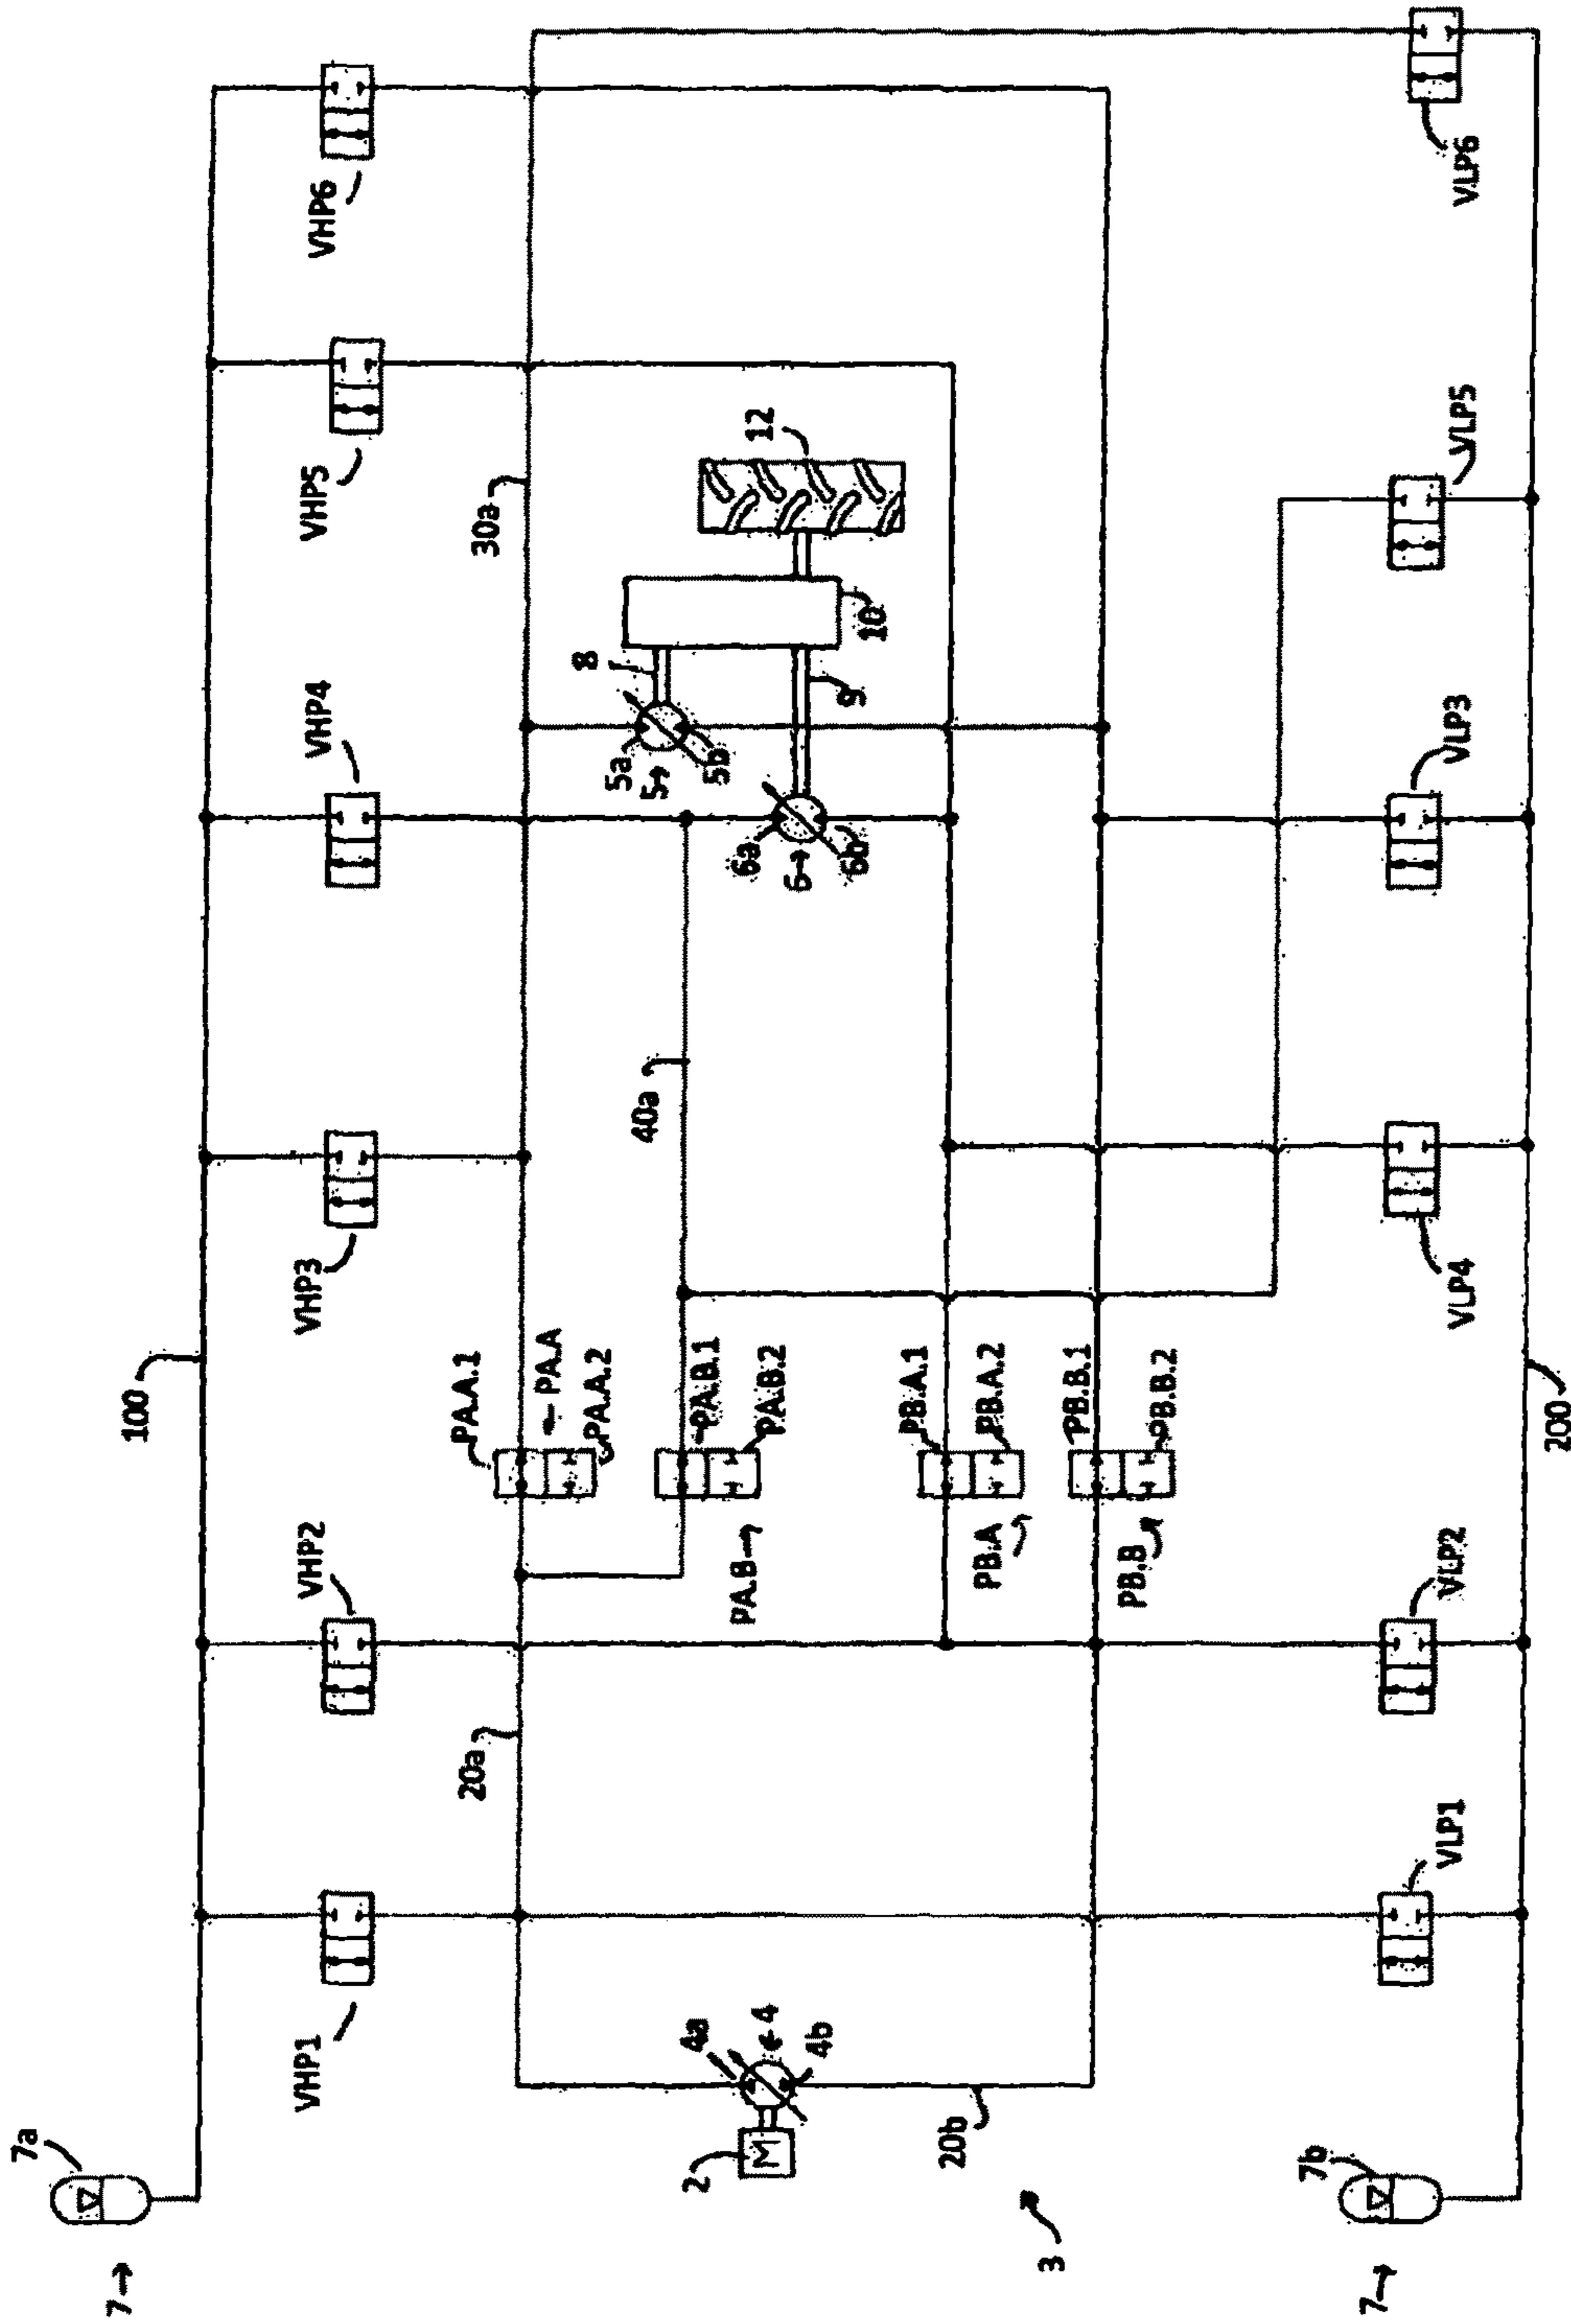 7→
7a
100
VHP1
VHP2
VHP3
VHP4
VHP5
VHP6
20a
30a
PA.A.1
←PA.A
PA.A.2
40a
PA.B.1
PA.B.2
PA.B→
2
M
4a
←4
4b
20b
3
5a
5→
5b
6a
6→
6b
8
9
10
12
PB.A.1
PB.A.2
PB.A
PB.B.1
PB.B.2
PB.B
7→
7b
200
VLP1
VLP2
VLP4
VLP3
VLP5
VLP6